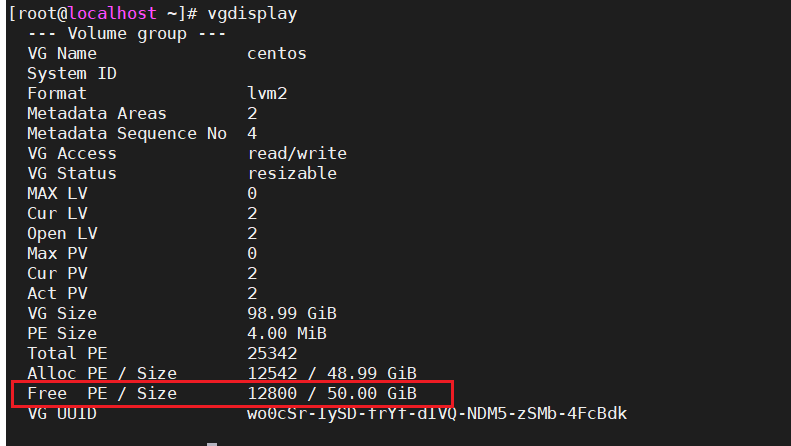 [root@localhost ~]# vgdisplay
--- Volume group ---
VG Name centos
System ID
Format lvm2
Metadata Areas 2
Metadata Sequence No 4
VG Access read/write
VG Status resizable
MAX LV 0
Cur LV 2
Open LV 2
Max PV 0
Cur PV 2
Act PV 2
VG Size 98.99 GiB
PE Size 4.00 MiB
Total PE 25342
Alloc PE / Size 12542 / 48.99 GiB
Free PE / Size 12800 / 50.00 GiB
VG UUID wo0cSr-IySD-frYf-dIVQ-NDM5-zSMb-4FcBdk